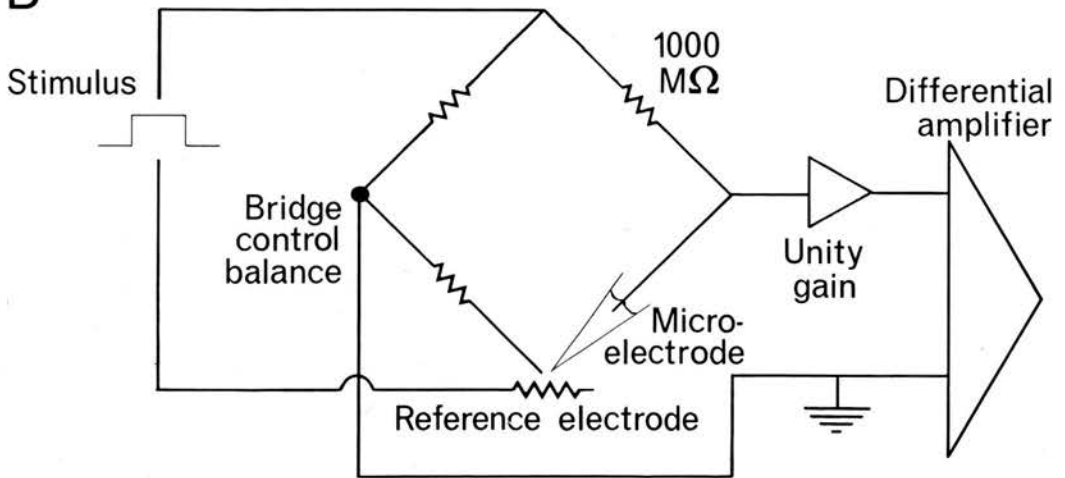 Stimulus
1000
MΩ
Differential
amplifier
Bridge
control
balance
Unity
gain
Micro-
electrode
Reference electrode